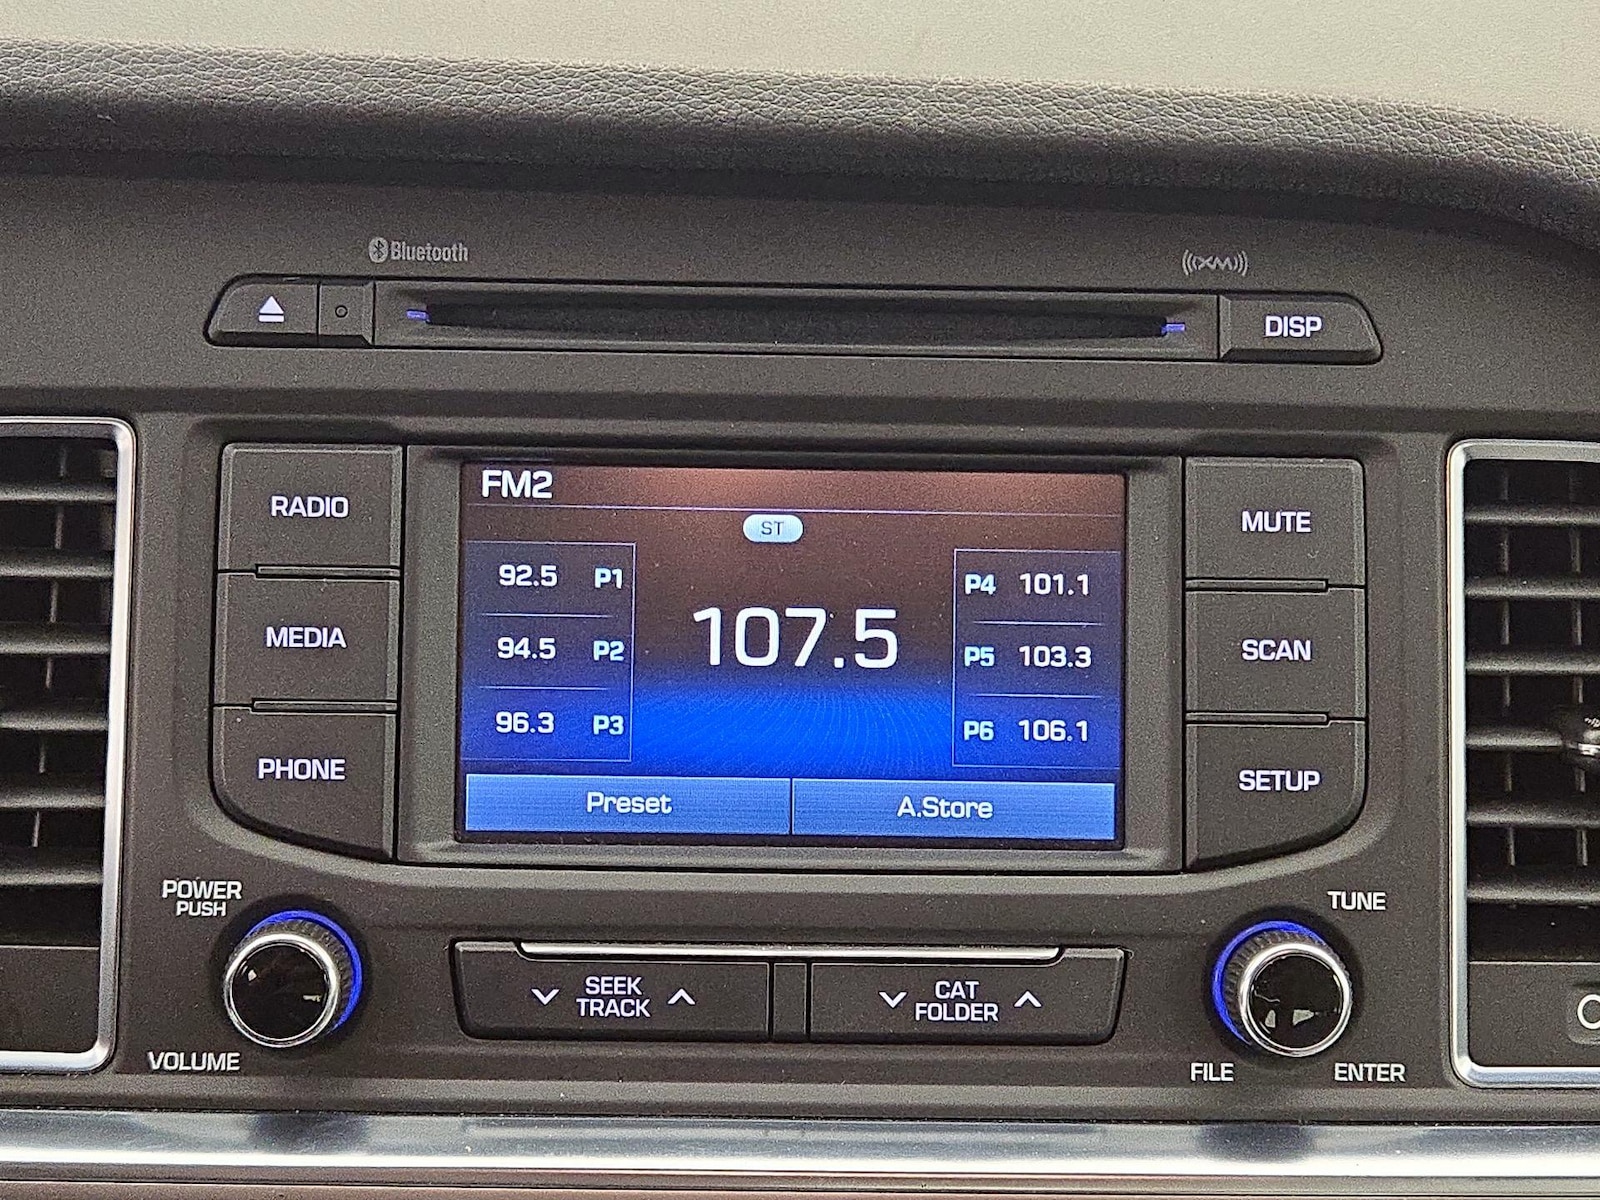 Bluetooth
((XM))
DISP
RADIO
MEDIA
PHONE
FM2
ST
92.5 P1
94.5 P2
96.3 P3
107.5
P4 101.1
P5 103.3
P6 106.1
Preset
A.Store
MUTE
SCAN
SETUP
POWER
PUSH
VOLUME
SEEK
TRACK
CAT
FOLDER
TUNE
FILE
ENTER